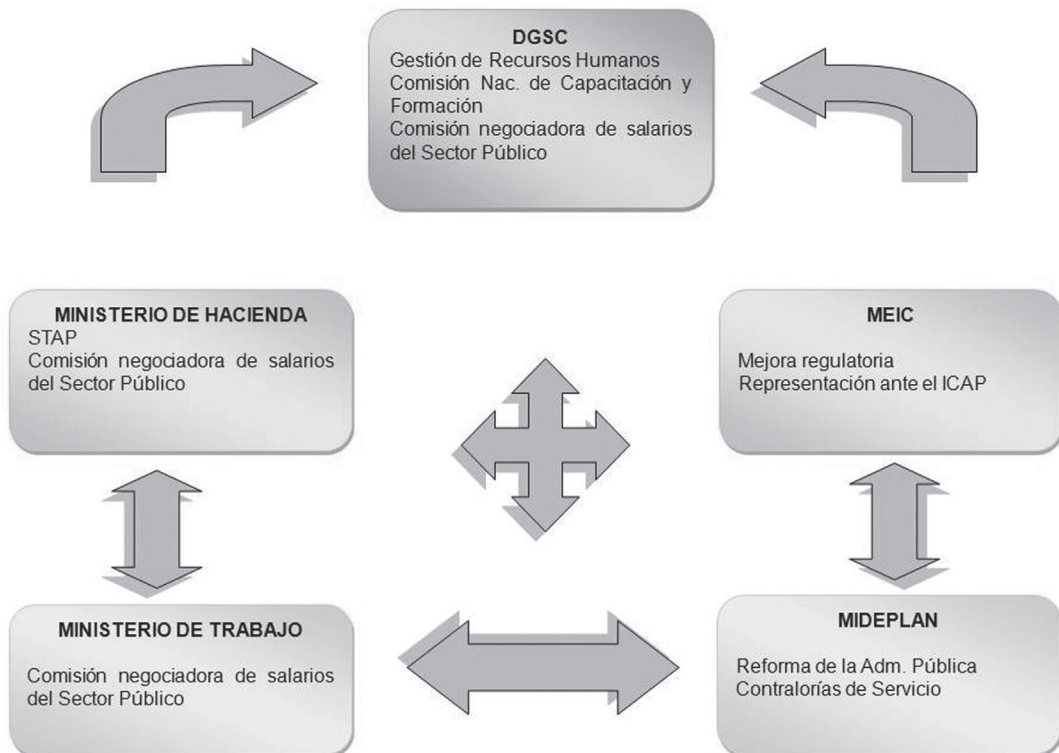 DGSC
Gestión de Recursos Humanos
Comisión Nac. de Capacitación y
Formación
Comisión negociadora de salarios
del Sector Público
MINISTERIO DE HACIENDA
STAP
Comisión negociadora de salarios
del Sector Público
MEIC
Mejora regulatoria
Representación ante el ICAP
MINISTERIO DE TRABAJO
Comisión negociadora de salarios
del Sector Público
MIDEPLAN
Reforma de la Adm. Pública
Contralorías de Servicio